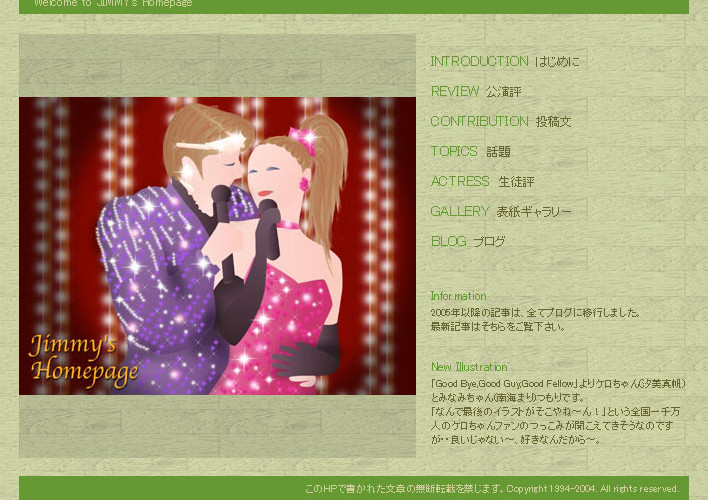 Welcome to JIMMY's Homepage
INTRODUCTION はじめに
REVIEW 公演評
CONTRIBUTION 投稿文
TOPICS 話題
ACTRESS 生徒評
GALLERY 表紙ギャラリー
BLOG ブログ
Jimmy's
Homepage
Information
2005年以降の記事は、全てブログに移行しました。
最新記事はそちらをご覧下さい。
New Illustration
「Good Bye,Good Guy,Good Fellow」よりケロちゃん(汐美真帆)
とみなみちゃん(南海まり)つもりです。
「なんで最後のイラストがそこやね～ん！」という全国一千万
人のケロちゃんファンのつっこみが聞こえてきそうなのです
が・・良いじゃない～、好きなんだから～。
このHPで書かれた文章の無断転載を禁じます。Copyright 1994-2004. All rights reserved.